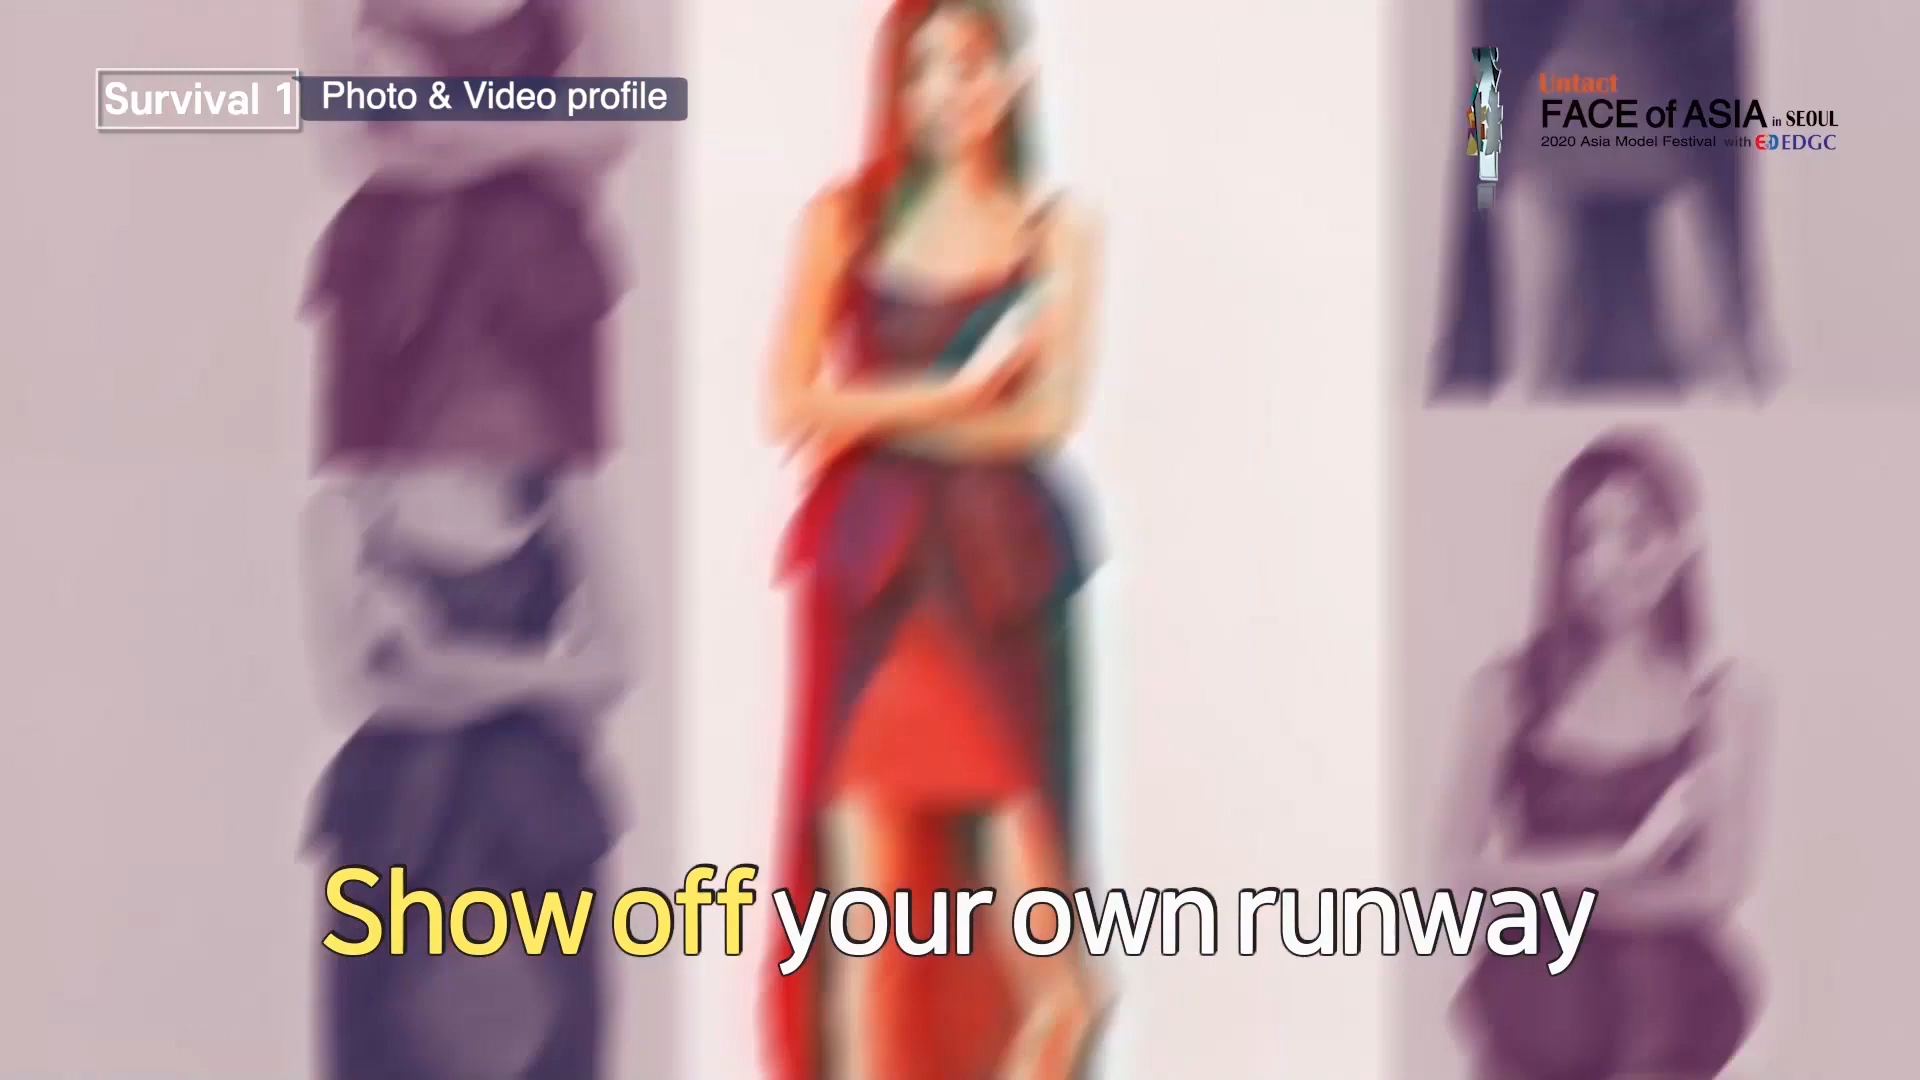 Survival 1 Photo & Video profile
Untact
FACE of ASIA in SEOUL
2020 Asia Model Festival with EDGC
Show off your own runway